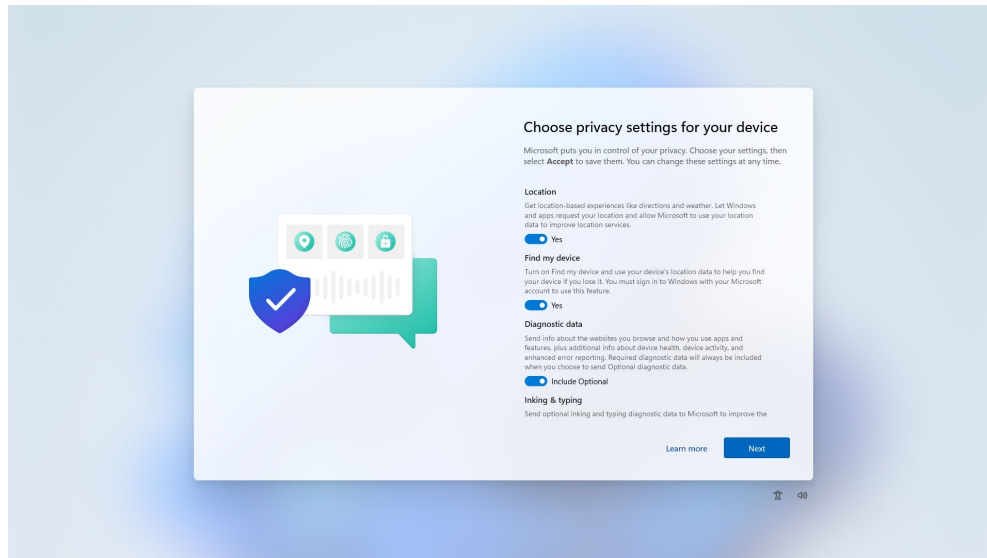 Choose privacy settings for your device
Microsoft puts you in control of your privacy. Choose your settings, then
select Accept to save them. You can change these settings at any time.
Location
Get location-based experiences like directions and weather. Let Windows
and apps request your location and allow Microsoft to use your location
data to improve location services.
Yes
Find my device
Turn on Find my device and use your device's location data to help you find
your device if you lose it. You must sign in to Windows with your Microsoft
account to use this feature.
Yes
Diagnostic data
Send info about the websites you browse and how you use apps and
features, plus additional info about device health, device activity, and
enhanced error reporting. Required diagnostic data will always be included
when you choose to send Optional diagnostic data.
Include Optional
Inking & typing
Send optional inking and typing diagnostic data to Microsoft to improve the
Learn more
Next